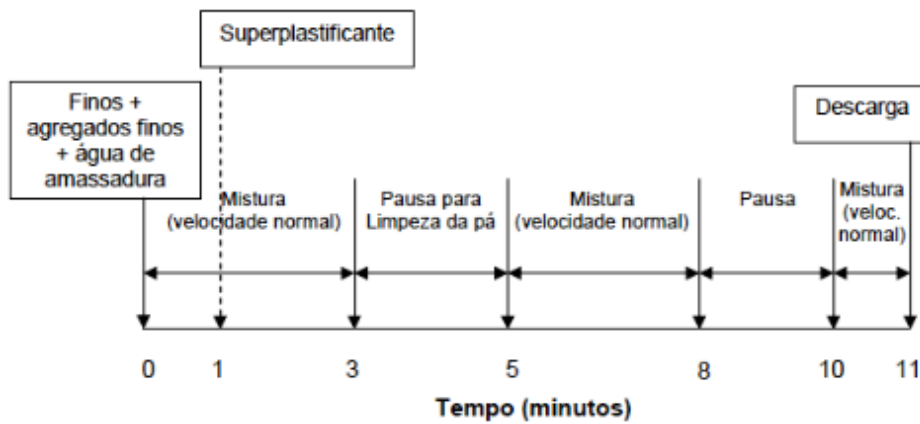 Superplastificante
Finos +
agregados finos
+ água de
amassadura
Descarga
Mistura
(velocidade normal)
Pausa para
Limpeza da pá
Mistura
(velocidade normal)
Pausa
Mistura
(veloc.
normal)
0 1 3 5 8 10 11
Tempo (minutos)